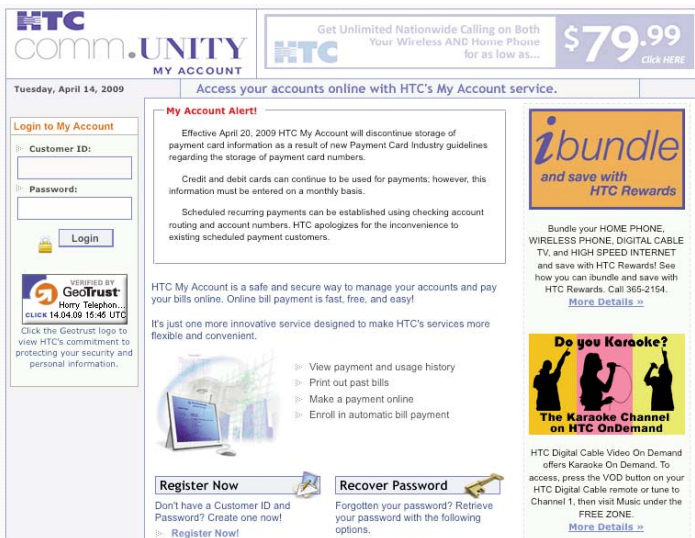 HTC
comm.UNITY
MY ACCOUNT
Get Unlimited Nationwide Calling on Both
Your Wireless AND Home Phone
for as low as...
HTC
$79.99
Click HERE
Tuesday, April 14, 2009
Access your accounts online with HTC's My Account service.
Login to My Account
Customer ID:
Password:
Login
VERIFIED BY
GeoTrust
Horry Telephon...
CLICK 14.04.09 15:45 UTC
Click the Geotrust logo to
view HTC's commitment to
protecting your security and
personal information.
My Account Alert!
Effective April 20, 2009 HTC My Account will discontinue storage of
payment card information as a result of new Payment Card Industry guidelines
regarding the storage of payment card numbers.
Credit and debit cards can continue to be used for payments; however, this
information must be entered on a monthly basis.
Scheduled recurring payments can be established using checking account
routing and account numbers. HTC apologizes for the inconvenience to
existing scheduled payment customers.
HTC My Account is a safe and secure way to manage your accounts and pay
your bills online. Online bill payment is fast, free, and easy!
It's just one more innovative service designed to make HTC's services more
flexible and convenient.
View payment and usage history
Print out past bills
Make a payment online
Enroll in automatic bill payment
Register Now
Don't have a Customer ID and
Password? Create one now!
Register Now!
Recover Password
Forgotten your password? Retrieve
your password with the following
options.
ibundle
and save with
HTC Rewards
Bundle your HOME PHONE,
WIRELESS PHONE, DIGITAL CABLE
TV, and HIGH SPEED INTERNET
and save with HTC Rewards! See
how you can ibundle and save with
HTC Rewards. Call 365-2154.
More Details »
Do you Karaoke?
The Karaoke Channel
on HTC OnDemand
HTC Digital Cable Video On Demand
offers Karaoke On Demand. To
access, press the VOD button on your
HTC Digital Cable remote or tune to
Channel 1, then visit Music under the
FREE ZONE.
More Details »